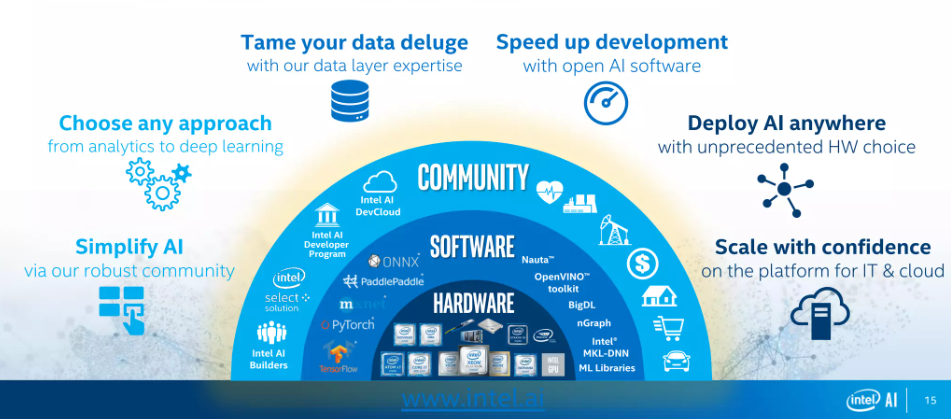 Tame your data deluge
with our data layer expertise
Speed up development
with open AI software
Choose any approach
from analytics to deep learning
Deploy AI anywhere
with unprecedented HW choice
Simplify AI
via our robust community
Scale with confidence
on the platform for IT & cloud
COMMUNITY
Intel AI
DevCloud
Intel AI
Developer
Program
intel
select
solution
Intel AI
Builders
SOFTWARE
ONNX
PaddlePaddle
mxnet
PyTorch
TensorFlow
Nauta™
OpenVINO™
toolkit
BigDL
nGraph
Intel®
MKL-DNN
ML Libraries
HARDWARE
INTEL
GPU
www.intel.ai
intel AI
15